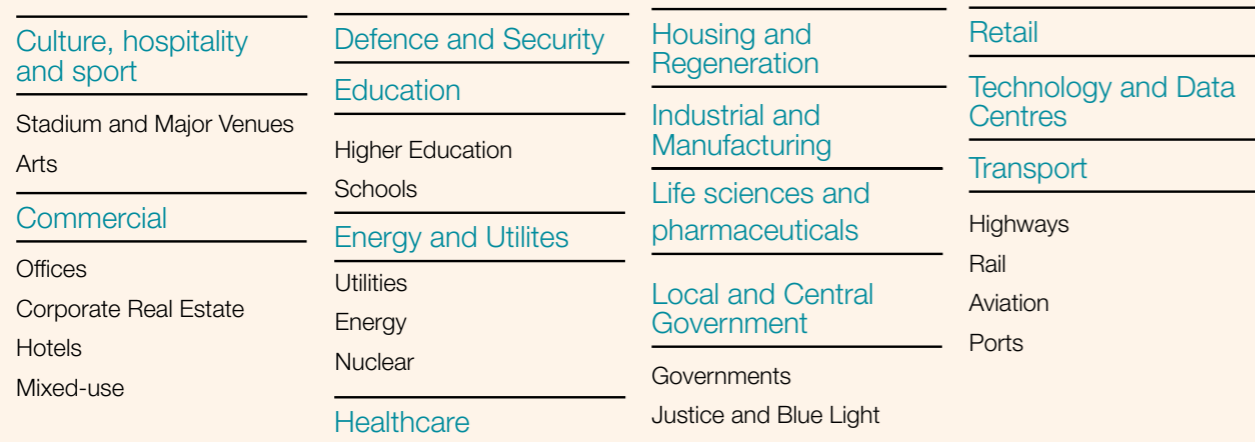 Culture, hospitality
and sport
Stadium and Major Venues
Arts
Commercial
Offices
Corporate Real Estate
Hotels
Mixed-use
Defence and Security
Education
Higher Education
Schools
Energy and Utilites
Utilities
Energy
Nuclear
Healthcare
Housing and
Regeneration
Industrial and
Manufacturing
Life sciences and
pharmaceuticals
Local and Central
Government
Governments
Justice and Blue Light
Retail
Technology and Data
Centres
Transport
Highways
Rail
Aviation
Ports